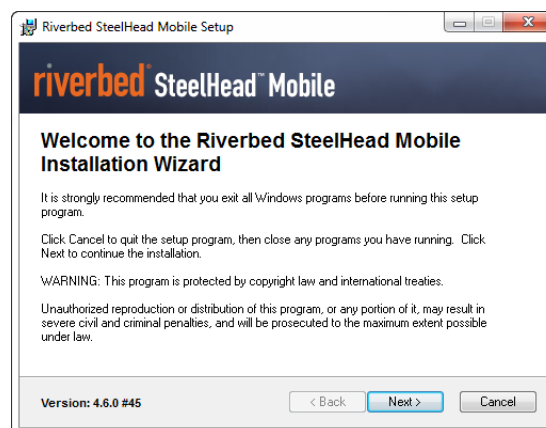 Riverbed SteelHead Mobile Setup
riverbed® SteelHead™ Mobile
Welcome to the Riverbed SteelHead Mobile
Installation Wizard
It is strongly recommended that you exit all Windows programs before running this setup
program.
Click Cancel to quit the setup program, then close any programs you have running. Click
Next to continue the installation.
WARNING: This program is protected by copyright law and international treaties.
Unauthorized reproduction or distribution of this program, or any portion of it, may result in
severe civil and criminal penalties, and will be prosecuted to the maximum extent possible
under law.
Version: 4.6.0 #45
< Back
Next >
Cancel